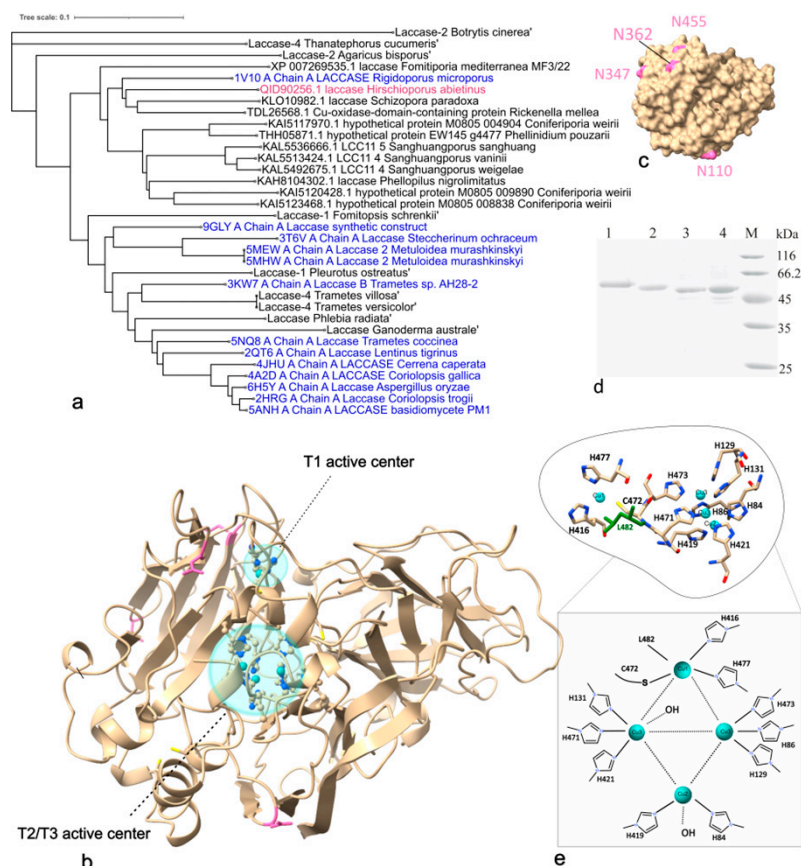 Tree scale: 0.1
Laccase-2 Botrytis cinerea'
Laccase-4 Thanatephorus cucumeris'
Laccase-2 Agaricus bisporus'
XP 007269535.1 laccase Fomitiporia mediterranea MF3/22
1V10 A Chain A LACCASE Rigidoporus microporus
QID90256.1 laccase Hirschioporus abietinus
KLO10982.1 laccase Schizopora paradoxa
TDL26568.1 Cu-oxidase-domain-containing protein Rickenella mellea
KAI5117970.1 hypothetical protein M0805 004904 Coniferiporia weirii
THH05871.1 hypothetical protein EW145 g4477 Phellinidium pouzarii
KAL5536666.1 LCC11 5 Sanghuangporus sanghuang
KAL5513424.1 LCC11 4 Sanghuangporus vaninii
KAL5492675.1 LCC11 4 Sanghuangporus weigelae
KAH8104302.1 laccase Phellopilus nigrolimitatus
KAI5120428.1 hypothetical protein M0805 009890 Coniferiporia weirii
KAI5123468.1 hypothetical protein M0805 008838 Coniferiporia weirii
Laccase-1 Fomitopsis schrenkii'
9GLY A Chain A Laccase synthetic construct
3T6V A Chain A Laccase Steccherinum ochraceum
5MEW A Chain A Laccase 2 Metuloidea murashkinskyi
5MHW A Chain A Laccase 2 Metuloidea murashkinskyi
Laccase-1 Pleurotus ostreatus'
3KW7 A Chain A Laccase B Trametes sp. AH28-2
Laccase-4 Trametes villosa'
Laccase-4 Trametes versicolor'
Laccase Phlebia radiata'
Laccase Ganoderma australe'
5NQ8 A Chain A Laccase Trametes coccinea
2QT6 A Chain A Laccase Lentinus tigrinus
4JHU A Chain A LACCASE Cerrena caperata
4A2D A Chain A LACCASE Coriolopsis gallica
6H5Y A Chain A Laccase Aspergillus oryzae
2HRG A Chain A Laccase Coriolopsis trogii
5ANH A Chain A LACCASE basidiomycete PM1
a
N455
N362
N347
N110
c
1 2 3 4 M kDa
116
66.2
45
35
25
d
T1 active center
T2/T3 active center
b
H129
H131
H477
H473
C472
H86
H84
H416
L482
H471
H419
H421
H416
L482
C472
S
H477
H131
OH
H473
H471
H86
H421
H129
H419
OH
H84
e